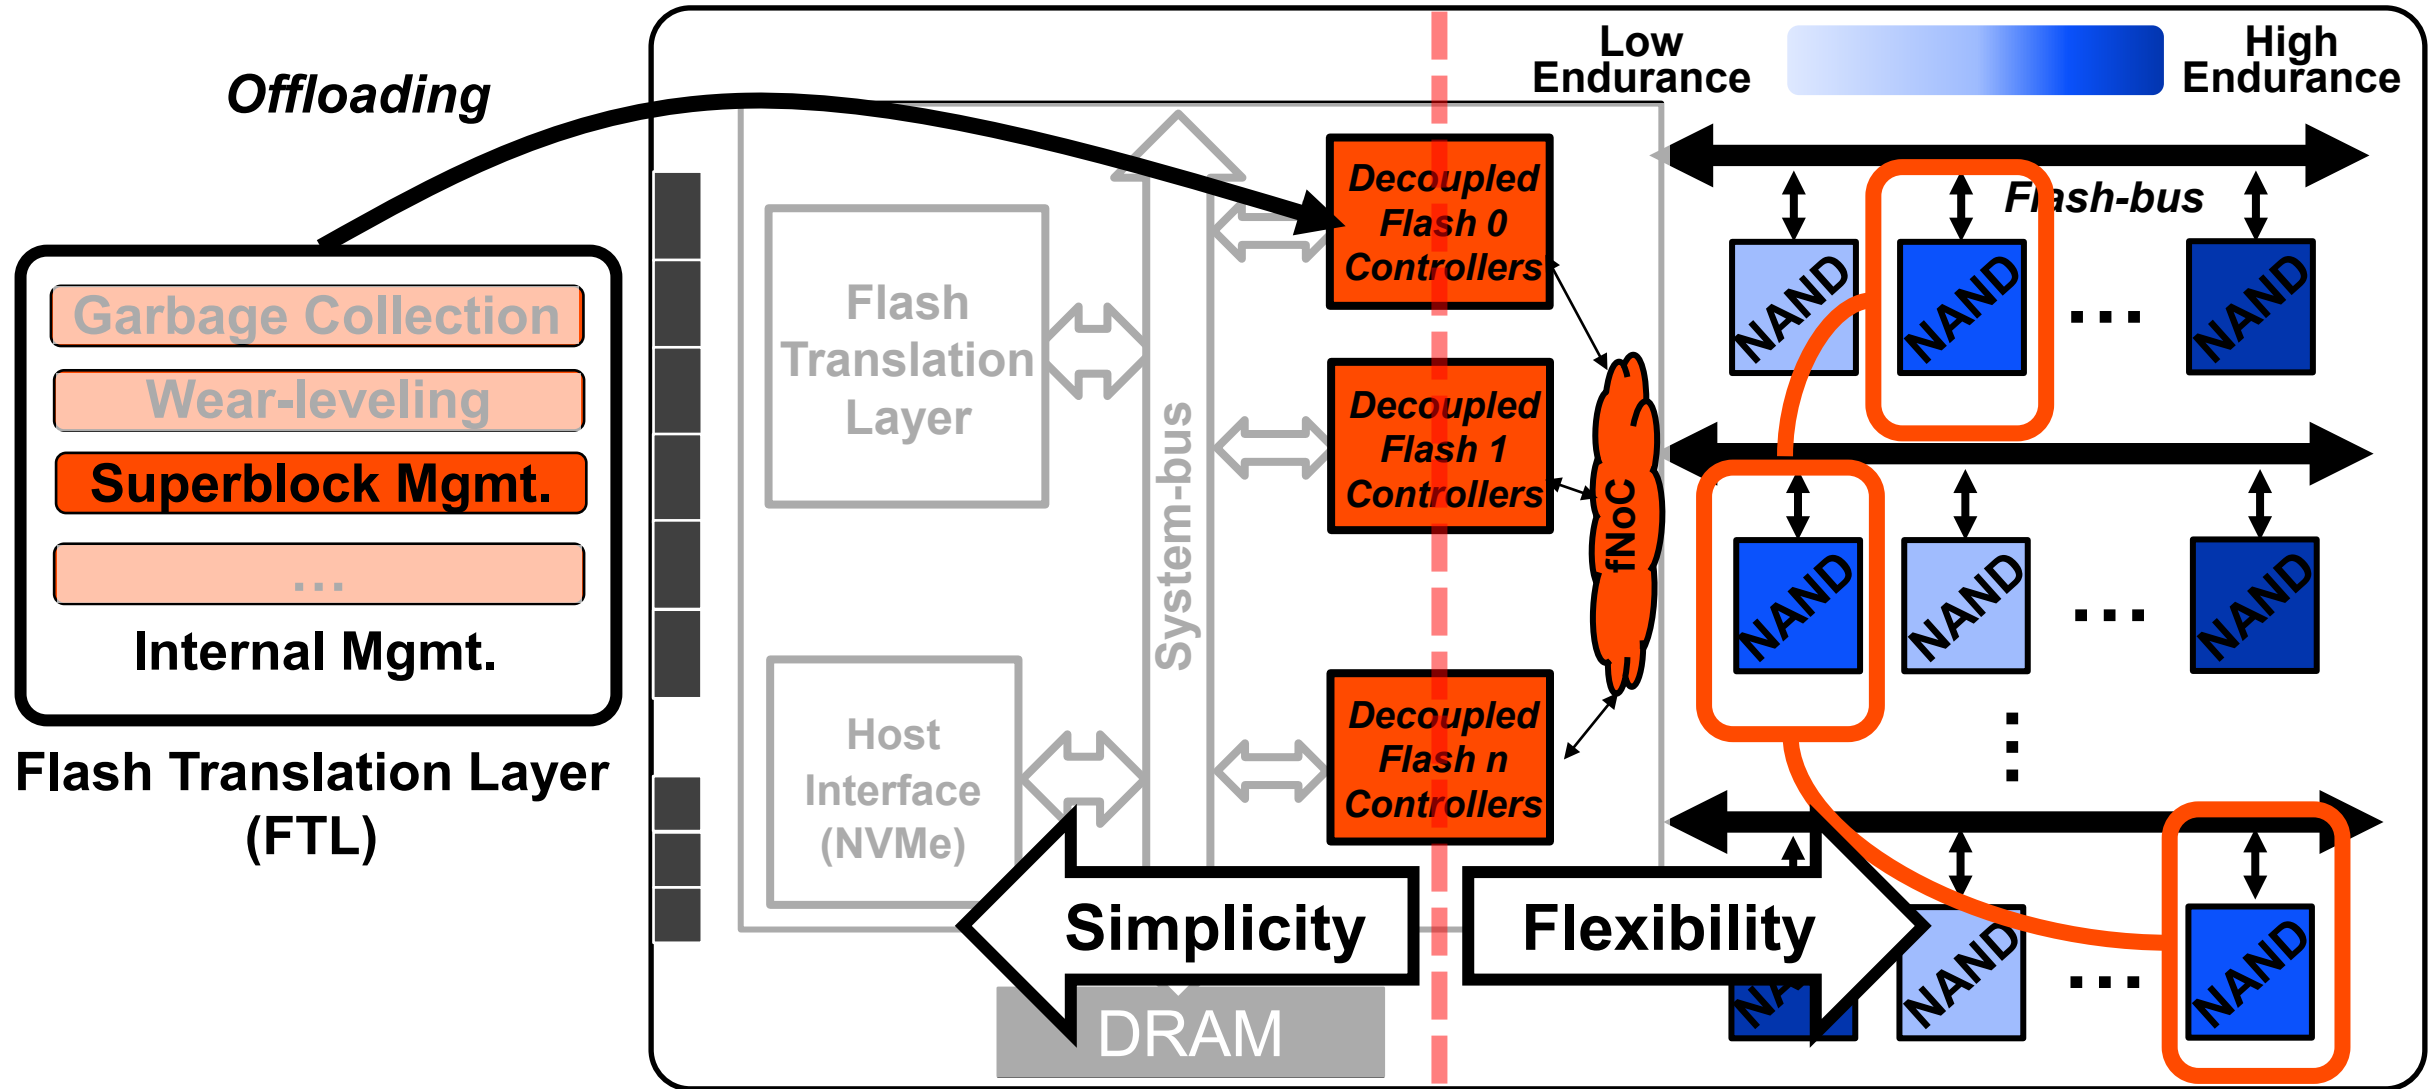 Offloading
Garbage Collection
Wear-leveling
Superblock Mgmt.
...
Internal Mgmt.
Flash Translation Layer
(FTL)
Flash
Translation
Layer
Host
Interface
(NVMe)
System-bus
DRAM
Decoupled
Flash 0
Controllers
Decoupled
Flash 1
Controllers
Decoupled
Flash n
Controllers
fNoC
Simplicity
Flexibility
Low
Endurance
High
Endurance
Flash-bus
NAND
NAND
...
NAND
NAND
NAND
...
NAND
NAND
NAND
...
NAND